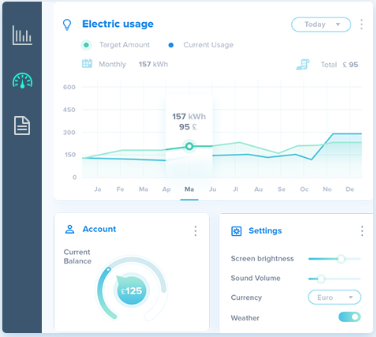 Electric usage
Today
Target Amount
Current Usage
Monthly 157 kWh
Total £ 95
600
450
300
150
0
157 kWh
95 £
Ja Fe Ma Ap Ma Ju Jl Au Se Oc No De
Account
Current
Balance
£125
Settings
Screen brightness
Sound Volume
Currency
Euro
Weather